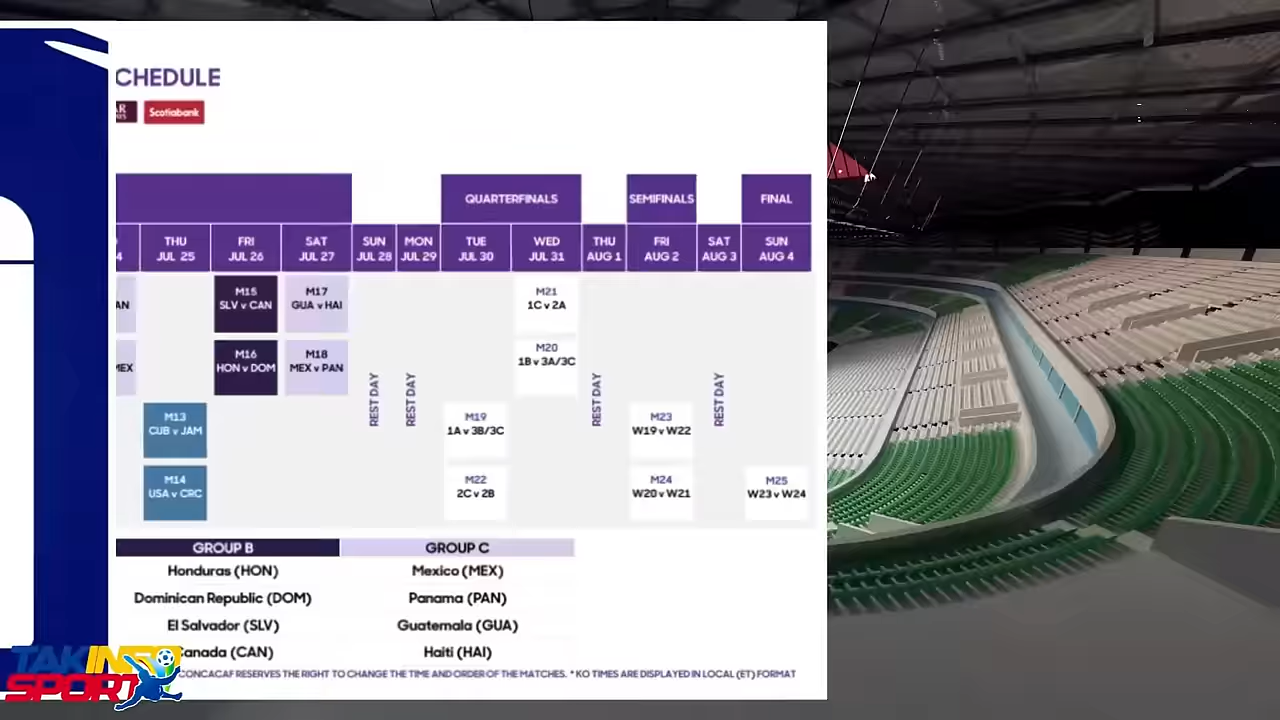 CHEDULE
Scotiabank
QUARTERFINALS
SEMIFINALS
FINAL
THU JUL 25
FRI JUL 26
SAT JUL 27
SUN JUL 28
MON JUL 29
TUE JUL 30
WED JUL 31
THU AUG 1
FRI AUG 2
SAT AUG 3
SUN AUG 4
AN
M15
SLV v CAN
M17
GUA v HAI
M21
1C v 2A
MEX
M16
HON v DOM
M18
MEX v PAN
M20
1B v 3A/3C
REST DAY
REST DAY
REST DAY
REST DAY
M13
CUB v JAM
M19
1A v 3B/3C
M23
W19 v W22
M14
USA v CRC
M22
2C v 2B
M24
W20 v W21
M25
W23 v W24
GROUP B
GROUP C
Honduras (HON)
Mexico (MEX)
Dominican Republic (DOM)
Panama (PAN)
El Salvador (SLV)
Guatemala (GUA)
Canada (CAN)
Haiti (HAI)
CONCACAF RESERVES THE RIGHT TO CHANGE THE TIME AND ORDER OF THE MATCHES. * KO TIMES ARE DISPLAYED IN LOCAL (ET) FORMAT
TAKINFO
SPORT